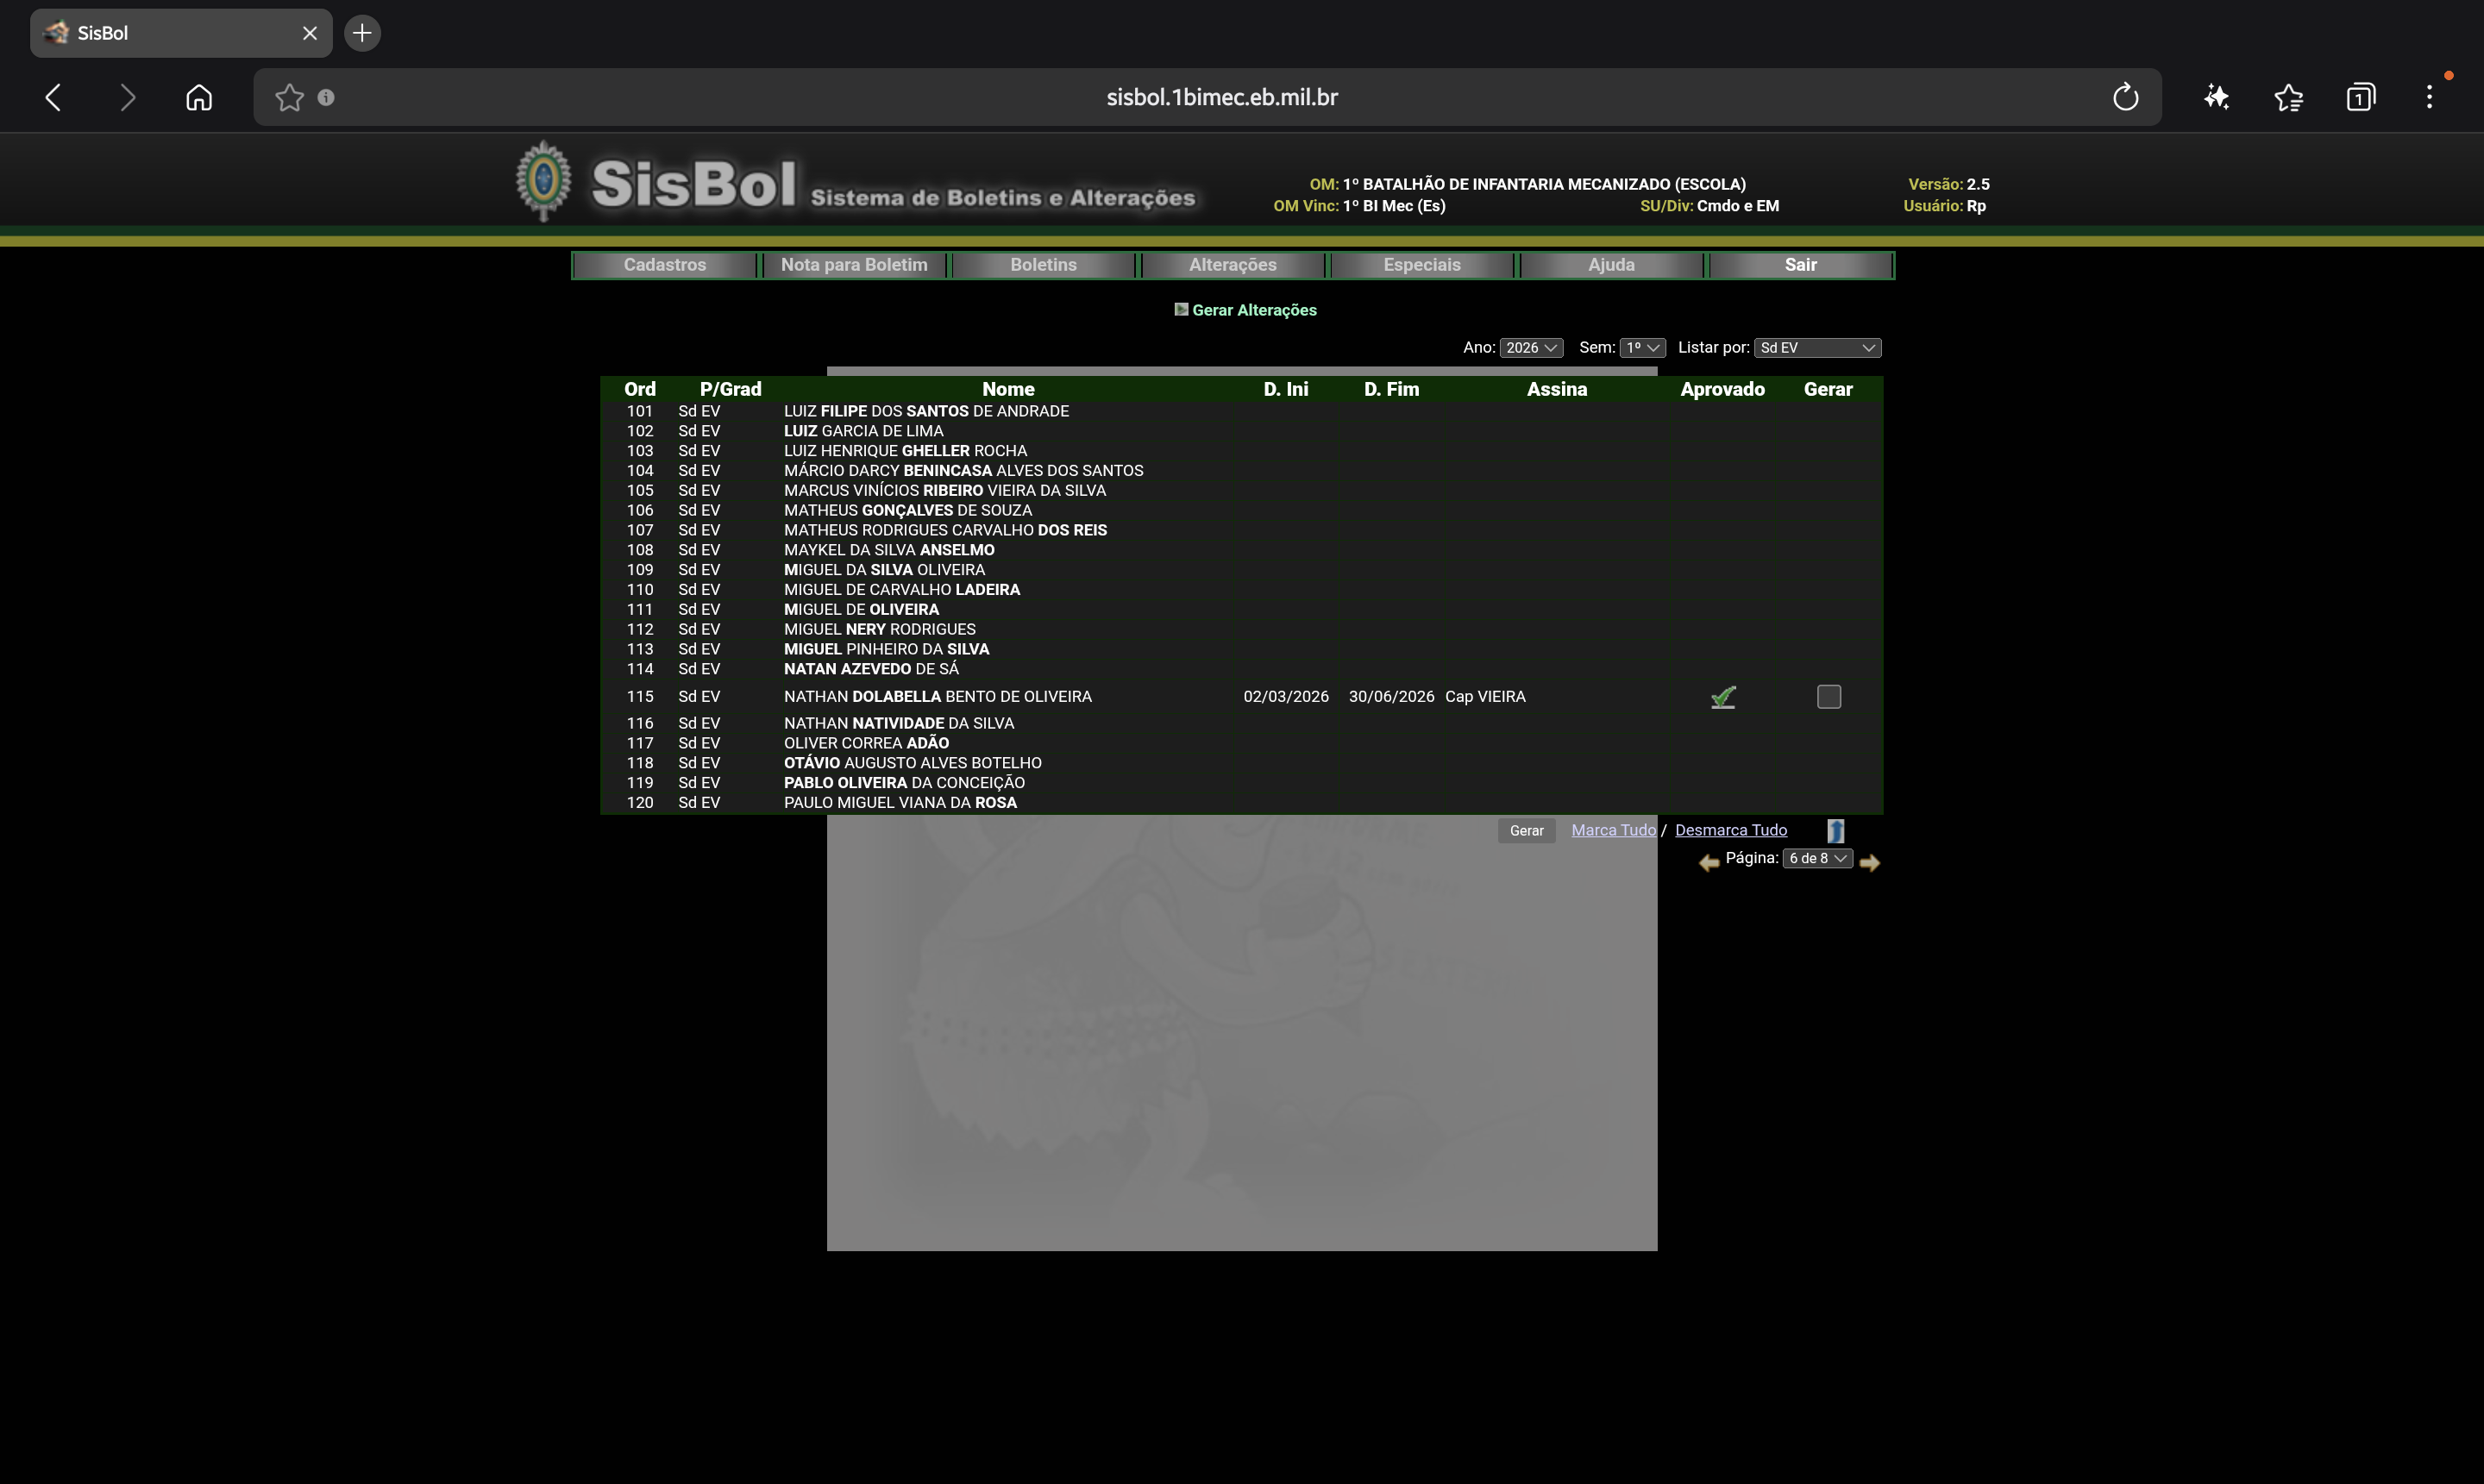 SisBol
sisbol.1bimec.eb.mil.br
1
SisBol Sistema de Boletins e Alterações
OM: 1º BATALHÃO DE INFANTARIA MECANIZADO (ESCOLA) Versão: 2.5
OM Vinc: 1º BI Mec (Es) SU/Div: Cmdo e EM Usuário: Rp
Cadastros Nota para Boletim Boletins Alterações Especiais Ajuda Sair
Gerar Alterações
Ano: 2026 Sem: 1º Listar por: Sd EV
Ord P/Grad Nome D. Ini D. Fim Assina Aprovado Gerar
101 Sd EV LUIZ FILIPE DOS SANTOS DE ANDRADE
102 Sd EV LUIZ GARCIA DE LIMA
103 Sd EV LUIZ HENRIQUE GHELLER ROCHA
104 Sd EV MÁRCIO DARCY BENINCASA ALVES DOS SANTOS
105 Sd EV MARCUS VINÍCIOS RIBEIRO VIEIRA DA SILVA
106 Sd EV MATHEUS GONÇALVES DE SOUZA
107 Sd EV MATHEUS RODRIGUES CARVALHO DOS REIS
108 Sd EV MAYKEL DA SILVA ANSELMO
109 Sd EV MIGUEL DA SILVA OLIVEIRA
110 Sd EV MIGUEL DE CARVALHO LADEIRA
111 Sd EV MIGUEL DE OLIVEIRA
112 Sd EV MIGUEL NERY RODRIGUES
113 Sd EV MIGUEL PINHEIRO DA SILVA
114 Sd EV NATAN AZEVEDO DE SÁ
115 Sd EV NATHAN DOLABELLA BENTO DE OLIVEIRA 02/03/2026 30/06/2026 Cap VIEIRA
116 Sd EV NATHAN NATIVIDADE DA SILVA
117 Sd EV OLIVER CORREA ADÃO
118 Sd EV OTÁVIO AUGUSTO ALVES BOTELHO
119 Sd EV PABLO OLIVEIRA DA CONCEIÇÃO
120 Sd EV PAULO MIGUEL VIANA DA ROSA
Gerar Marca Tudo / Desmarca Tudo
Página: 6 de 8